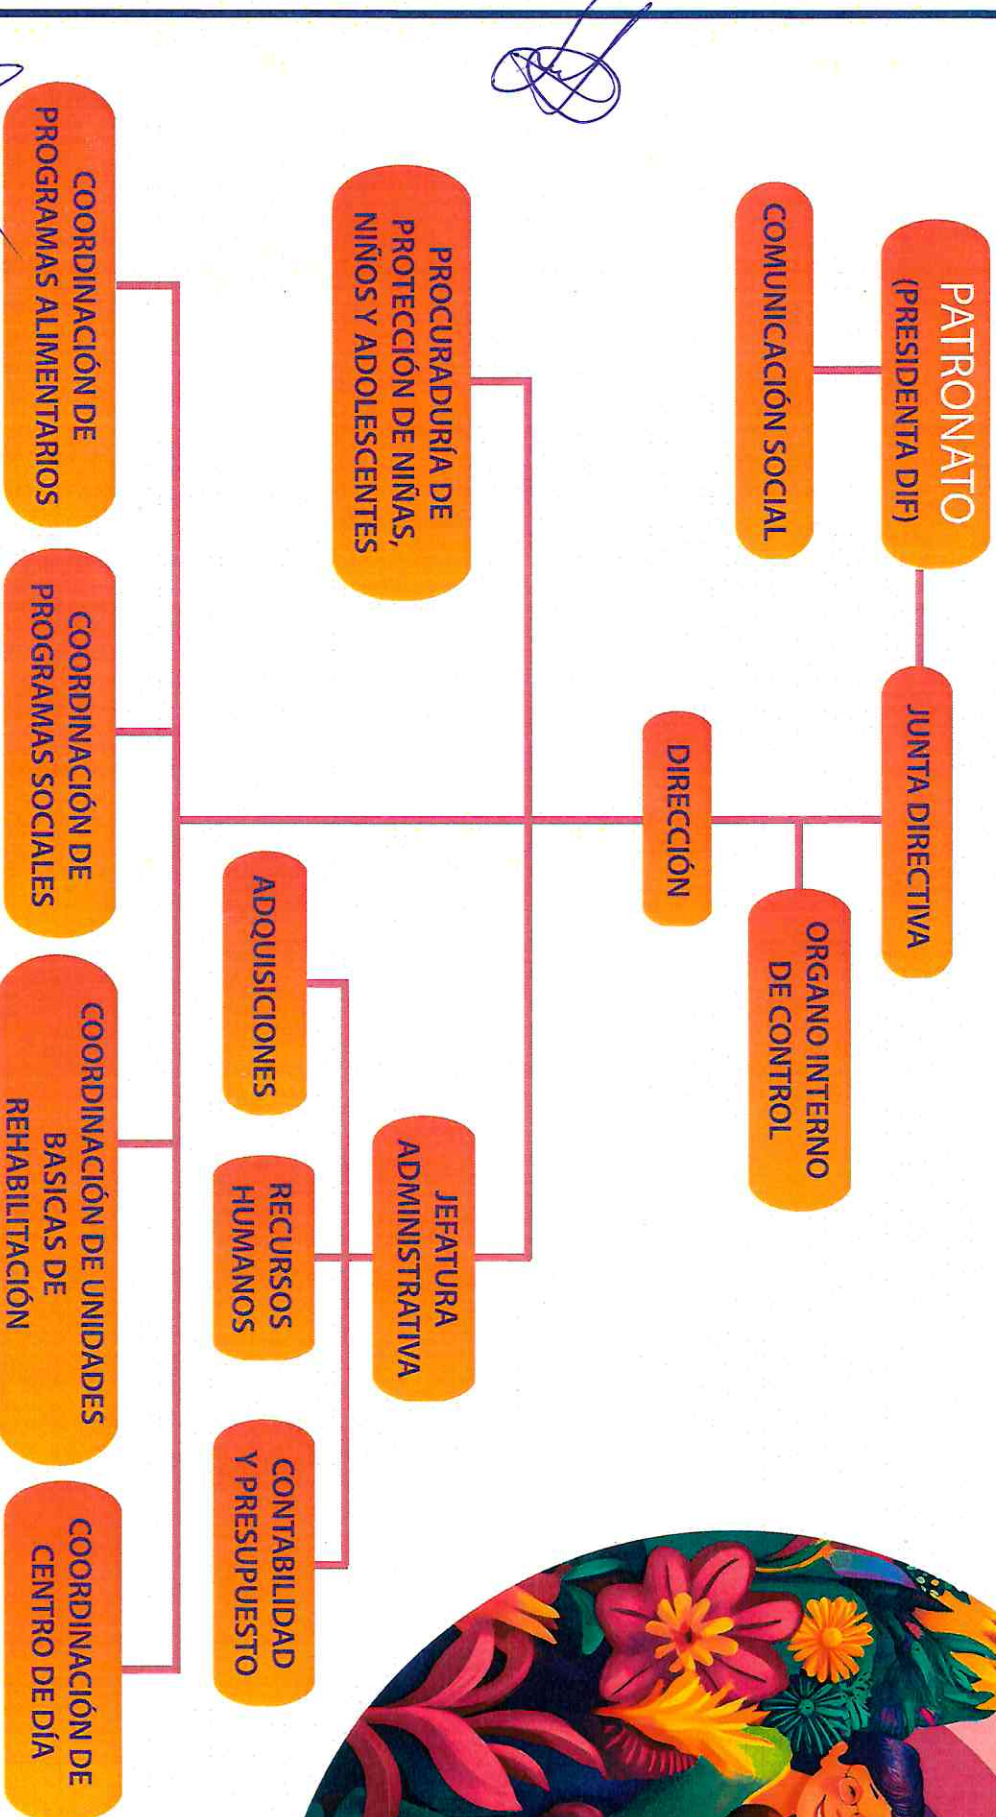 PATRONATO
(PRESIDENTA DIF)
JUNTA DIRECTIVA
COMUNICACIÓN SOCIAL
ORGANO INTERNO
DE CONTROL
DIRECCIÓN
PROCURADURÍA DE
PROTECCIÓN DE NIÑAS,
NIÑOS Y ADOLESCENTES
JEFATURA
ADMINISTRATIVA
ADQUISICIONES
RECURSOS
HUMANOS
CONTABILIDAD
Y PRESUPUESTO
COORDINACIÓN DE
PROGRAMAS ALIMENTARIOS
COORDINACIÓN DE
PROGRAMAS SOCIALES
COORDINACIÓN DE UNIDADES
BASICAS DE
REHABILITACIÓN
COORDINACIÓN DE
CENTRO DE DÍA